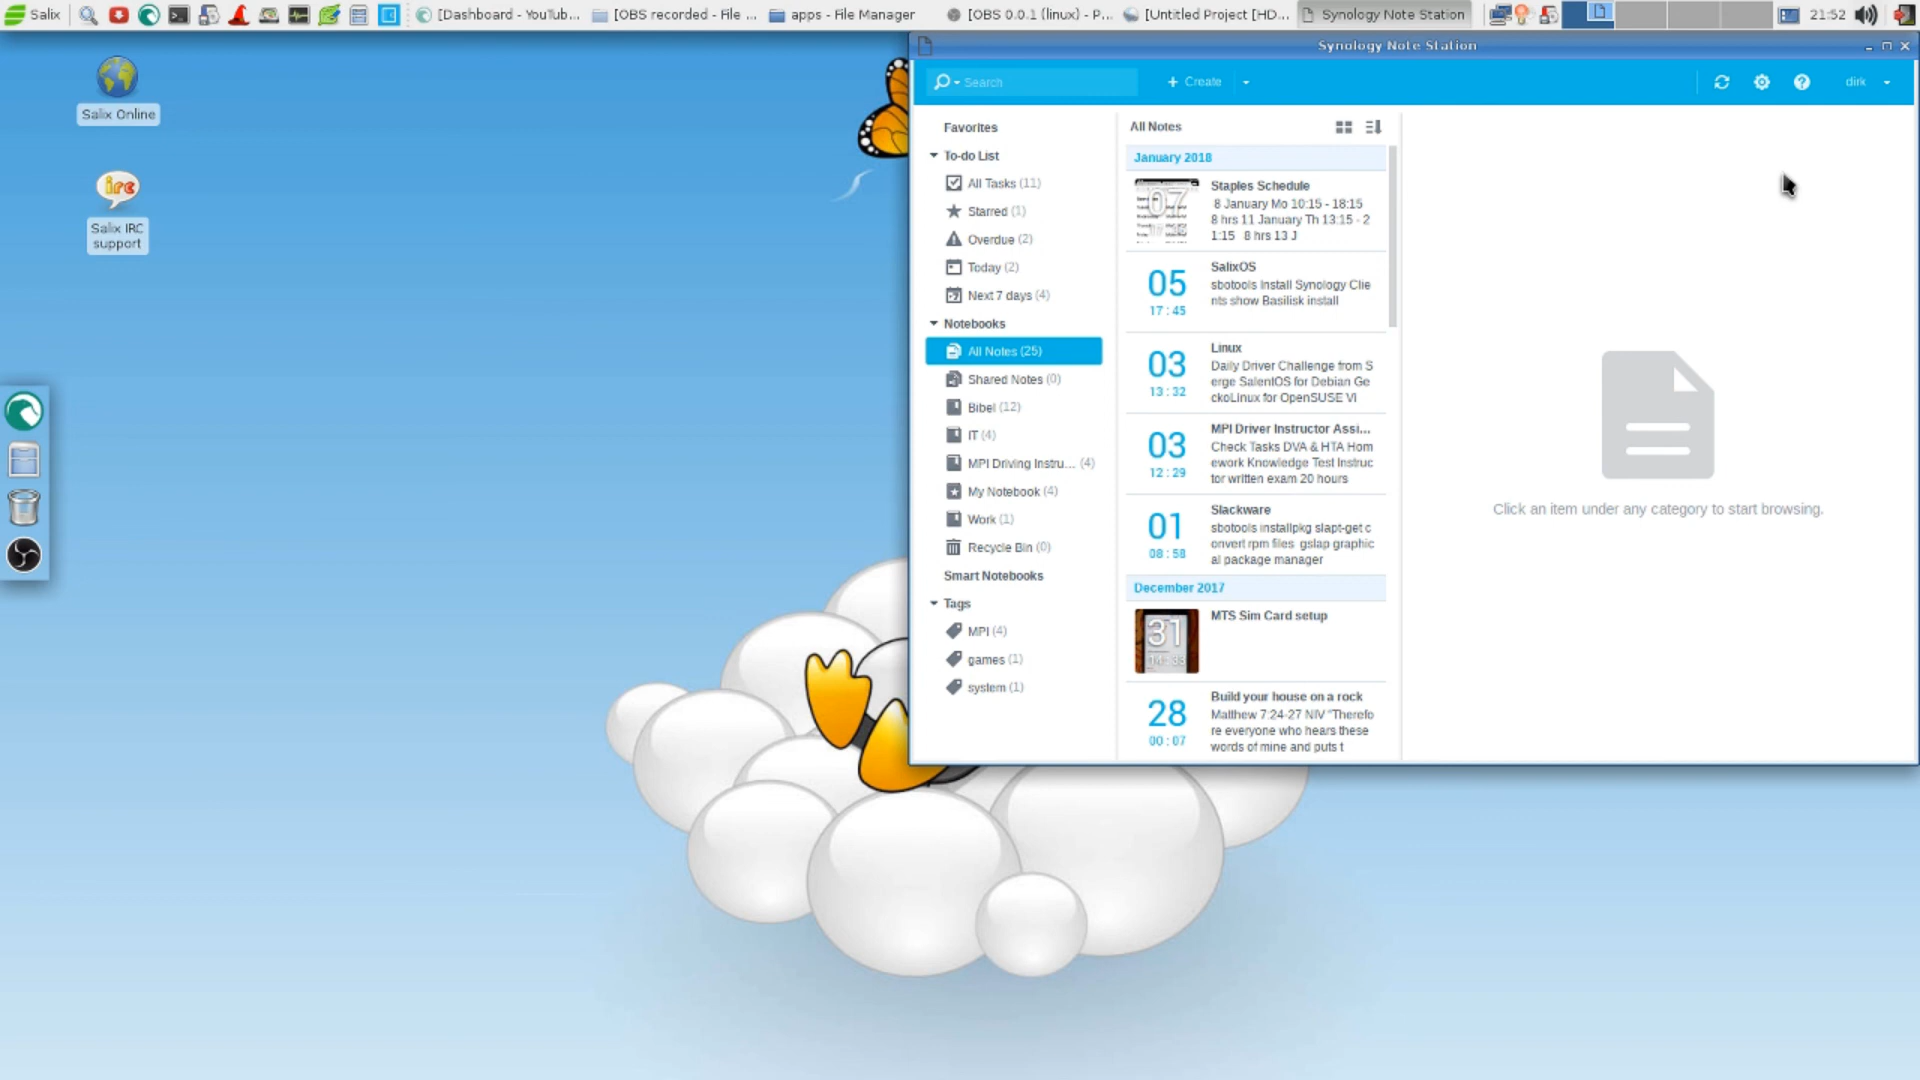 Salix
[Dashboard - YouTub...
[OBS recorded - File ...
apps - File Manager
[OBS 0.0.1 (linux) - P...
[Untitled Project [HD...
Synology Note Station
21:52
Salix Online
irc
Salix IRC
support
Synology Note Station
Search
+ Create
dirk
Favorites
To-do List
All Tasks (11)
Starred (1)
Overdue (2)
Today (2)
Next 7 days (4)
Notebooks
All Notes (25)
Shared Notes (0)
Bibel (12)
IT (4)
MPI Driving Instru... (4)
My Notebook (4)
Work (1)
Recycle Bin (0)
Smart Notebooks
Tags
MPI (4)
games (1)
system (1)
All Notes
January 2018
07
Staples Schedule
8 January Mo 10:15 - 18:15
8 hrs 11 January Th 13:15 - 2
1:15 8 hrs 13 J
05
17:45
SalixOS
sbotools Install Synology Clie
nts show Basilisk install
03
13:32
Linux
Daily Driver Challenge from S
erge SalentOS for Debian Ge
ckoLinux for OpenSUSE Vi
03
12:29
MPI Driver Instructor Assi...
Check Tasks DVA & HTA Hom
ework Knowledge Test Instruc
tor written exam 20 hours
01
08:58
Slackware
sbotools installpkg slapt-get c
onvert rpm files gslap graphic
al package manager
December 2017
31
MTS Sim Card setup
28
00:07
Build your house on a rock
Matthew 7:24-27 NIV "Therefo
re everyone who hears these
words of mine and puts t
Click an item under any category to start browsing.